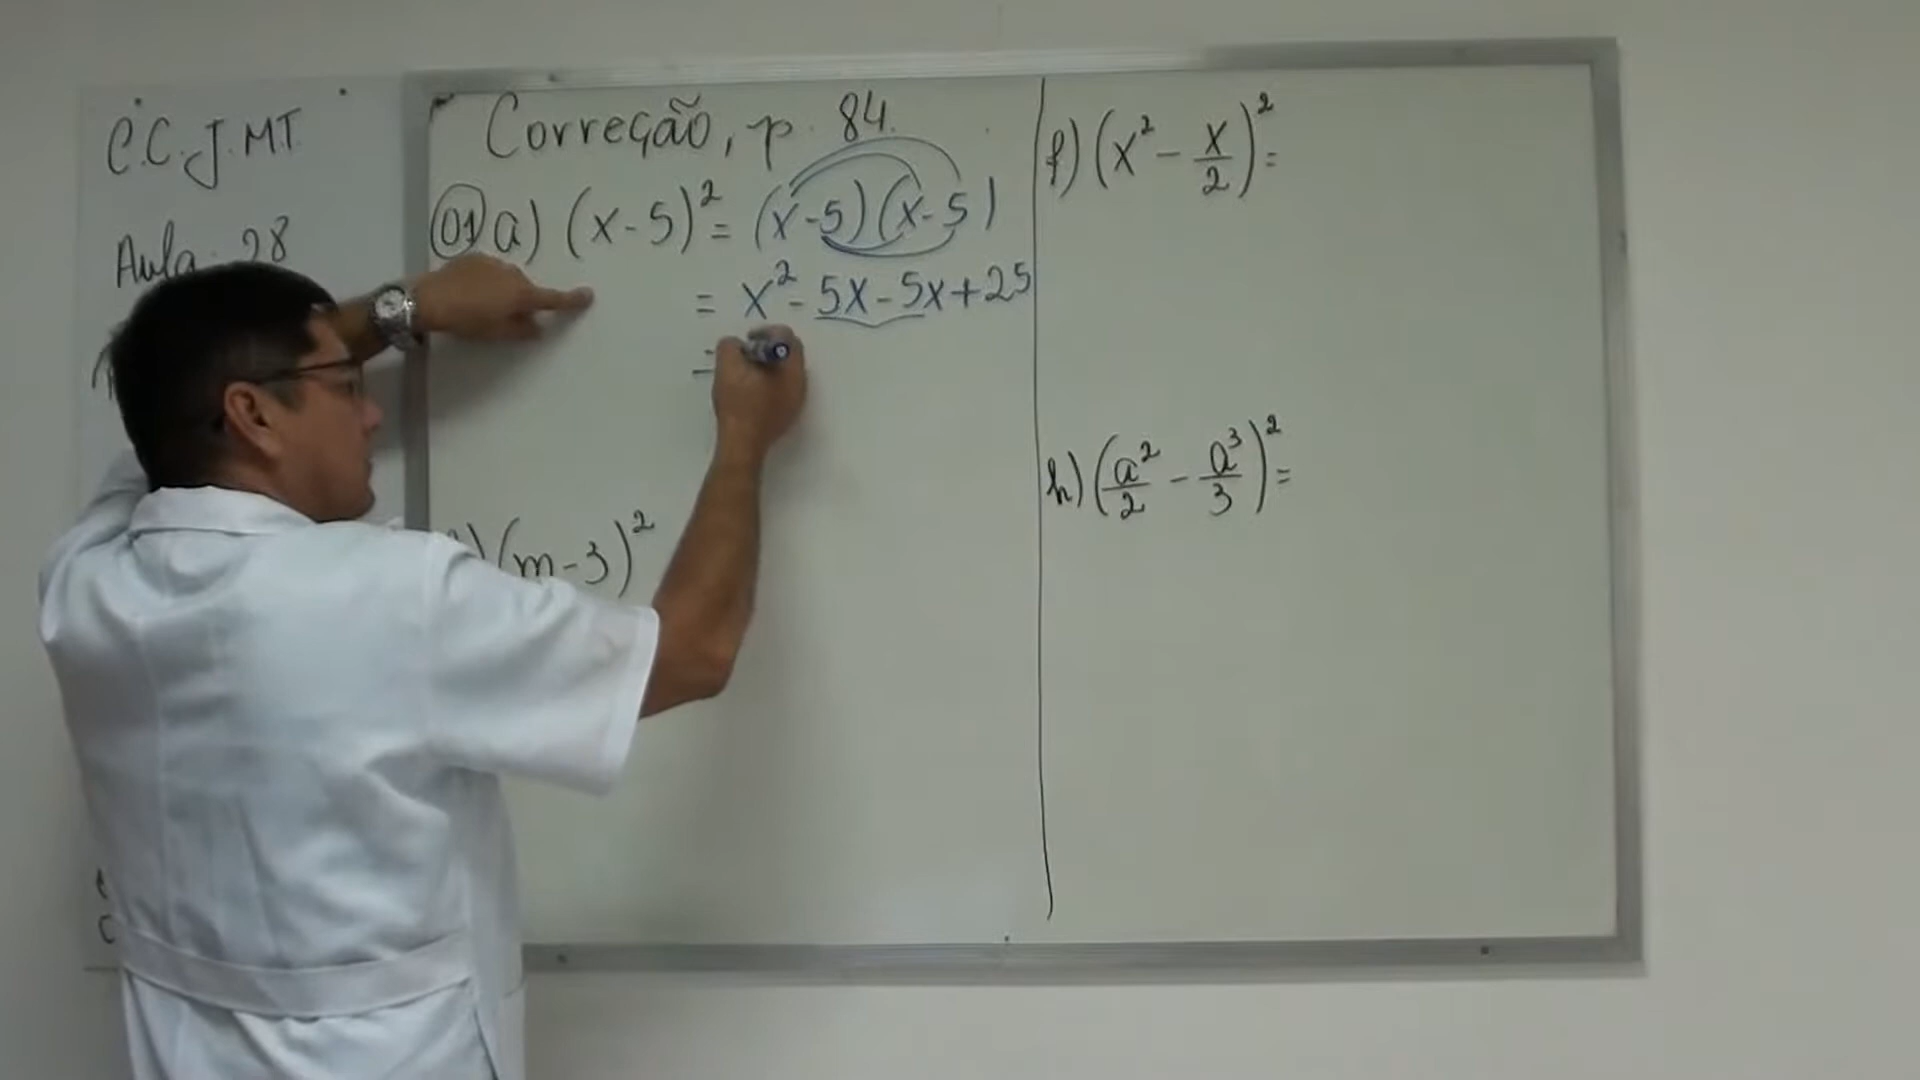 C.C.J.M.T.
Aula 28
Correção, p. 84
01 a) (x-5)² = (x-5)(x-5)
= x² - 5x - 5x + 25
=
) (m-3)²
f) (x² - x/2)² =
h) (a²/2 - a³/3)² =